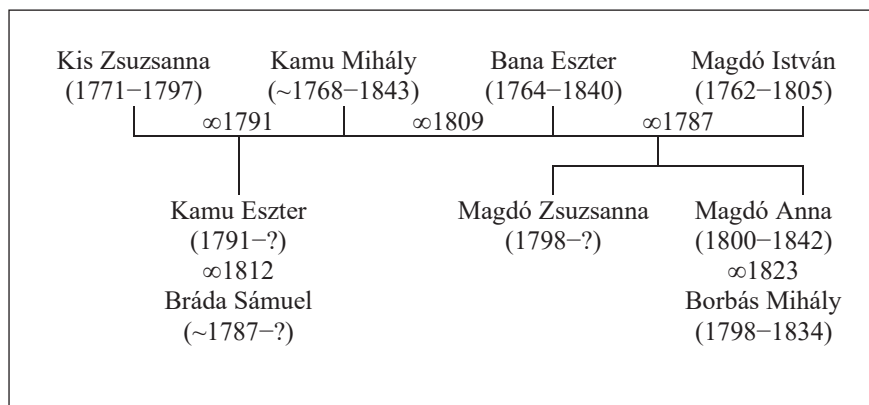 Kis Zsuzsanna Kamu Mihály Bana Eszter Magdó István
(1771−1797) (~1768−1843) (1764−1840) (1762−1805)
∞1791 ∞1809 ∞1787
Kamu Eszter Magdó Zsuzsanna Magdó Anna
(1791−?) (1798−?) (1800−1842)
∞1812 ∞1823
Bráda Sámuel Borbás Mihály
(~1787−?) (1798−1834)